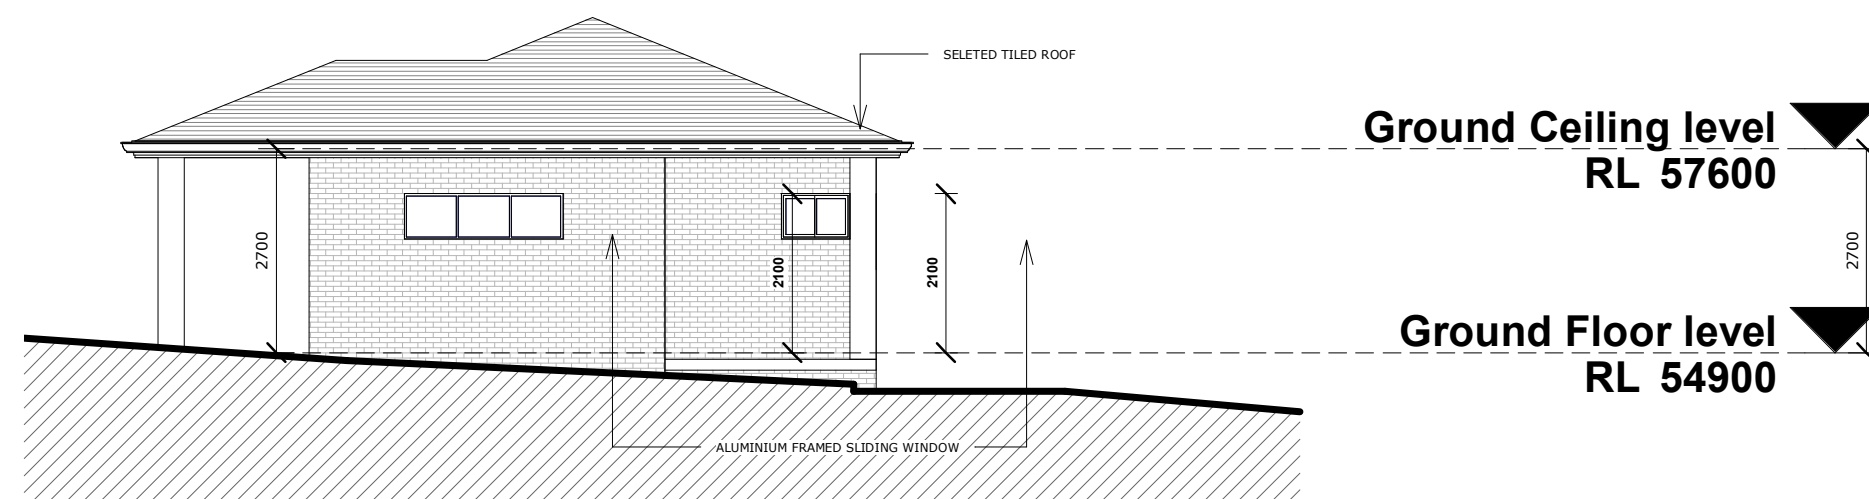 SELETED TILED ROOF
Ground Ceiling level
RL 57600
2700
2100
2100
2700
Ground Floor level
RL 54900
ALUMINIUM FRAMED SLIDING WINDOW